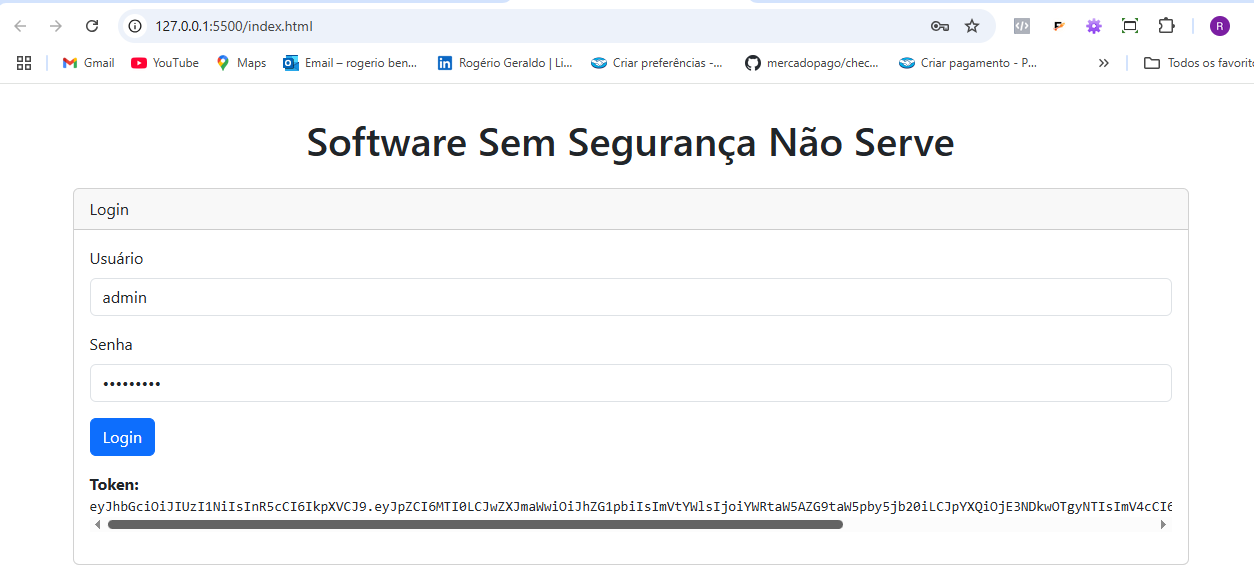 127.0.0.1:5500/index.html
R
Gmail YouTube Maps Email – rogerio ben... Rogério Geraldo | Li... Criar preferências -... mercadopago/chec... Criar pagamento - P... » Todos os favorit
Software Sem Segurança Não Serve
Login
Usuário
admin
Senha
•••••••••
Login
Token:
eyJhbGciOiJIUzI1NiIsInR5cCI6IkpXVCJ9.eyJpZCI6MTI0LCJwZXJmaWwiOiJhZG1pbiIsImVtYWlsIjoiYWRtaW5AZG9taW5pby5jb20iLCJpYXQiOjE3NDkwOTgyNTIsImV4cCI6